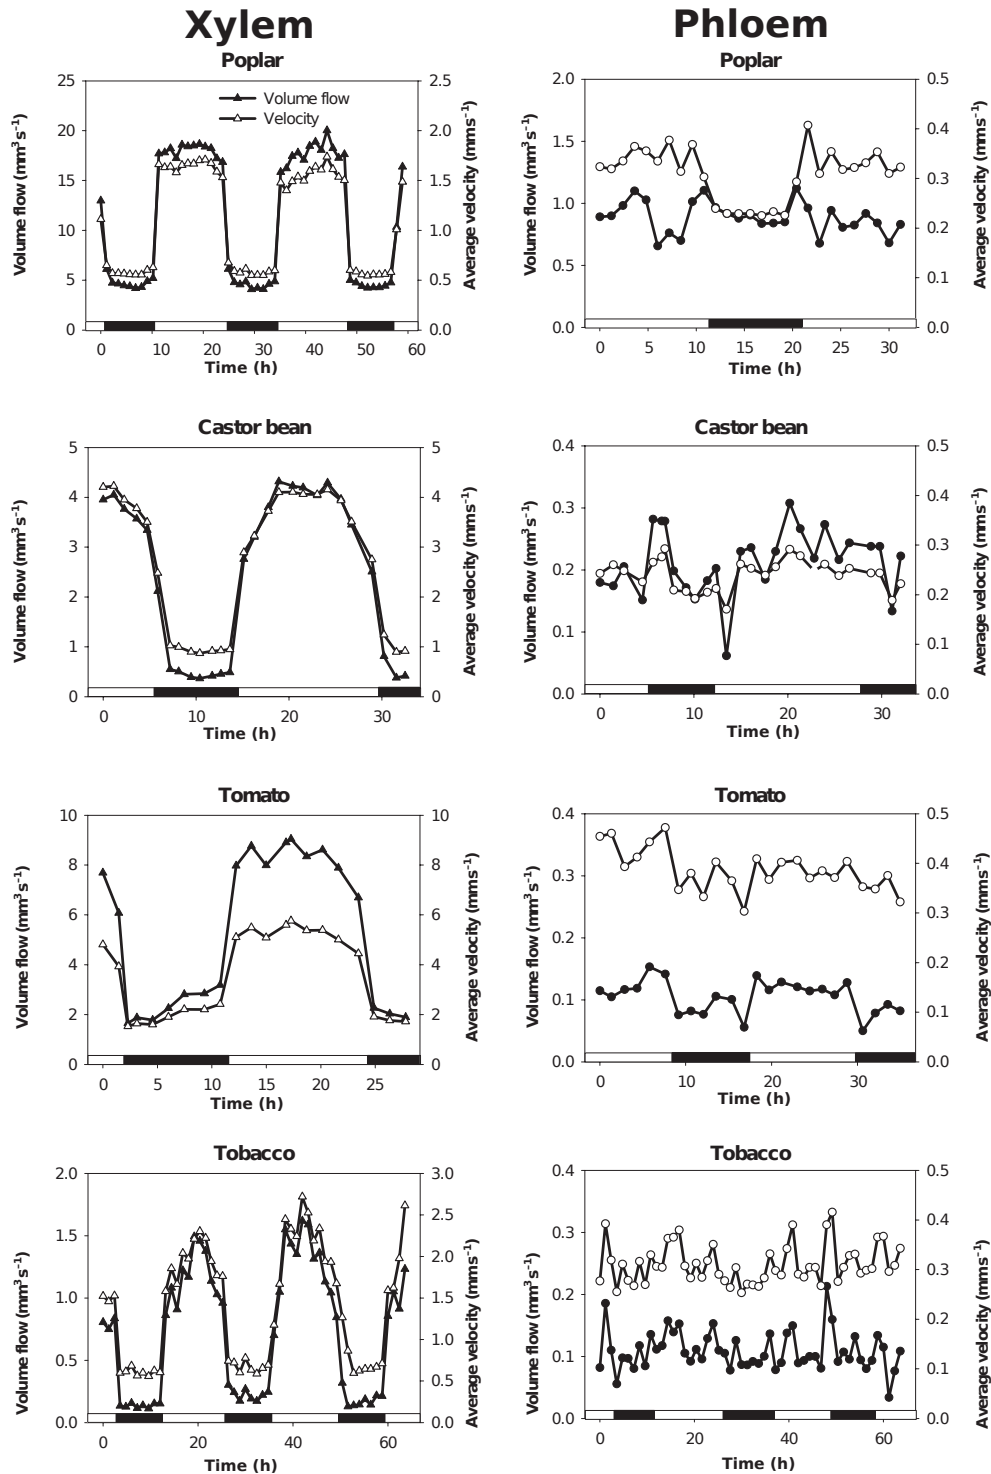 Xylem
Phloem
Poplar
Poplar
25 2.5
2.0 0.5
Volume flow
Velocity
20 2.0
1.5 0.4
15 1.5
0.3
1.0
10 1.0
0.2
5 0.5
0.5 0.1
0 0.0
0.0 0.0
0 10 20 30 40 50 60
0 5 10 15 20 25 30
Time (h)
Time (h)
Volume flow (mm³ s⁻¹)
Average velocity (mms⁻¹)
Volume flow (mm³ s⁻¹)
Average velocity (mms⁻¹)
Castor bean
Castor bean
5 5
0.4 0.5
4 4
0.3 0.4
3 3
0.3
0.2
2 2
0.2
1 1
0.1 0.1
0 0
0.0 0.0
0 10 20 30
0 10 20 30
Time (h)
Time (h)
Volume flow (mm³ s⁻¹)
Average velocity (mms⁻¹)
Volume flow (mm³ s⁻¹)
Average velocity (mms⁻¹)
Tomato
Tomato
10 10
0.4 0.5
8 8
0.3 0.4
6 6
0.3
0.2
4 4
0.2
2 2
0.1 0.1
0 0
0.0 0.0
0 5 10 15 20 25
0 10 20 30
Time (h)
Time (h)
Volume flow (mm³ s⁻¹)
Average velocity (mms⁻¹)
Volume flow (mm³ s⁻¹)
Average velocity (mms⁻¹)
Tobacco
Tobacco
2.0 3.0
0.4 0.5
2.5
1.5
0.3 0.4
2.0
0.3
1.0 1.5
0.2
1.0
0.2
0.5
0.1 0.1
0.5
0.0 0.0
0.0 0.0
0 20 40 60
0 20 40 60
Time (h)
Time (h)
Volume flow (mm³ s⁻¹)
Average velocity (mms⁻¹)
Volume flow (mm³ s⁻¹)
Average velocity (mms⁻¹)